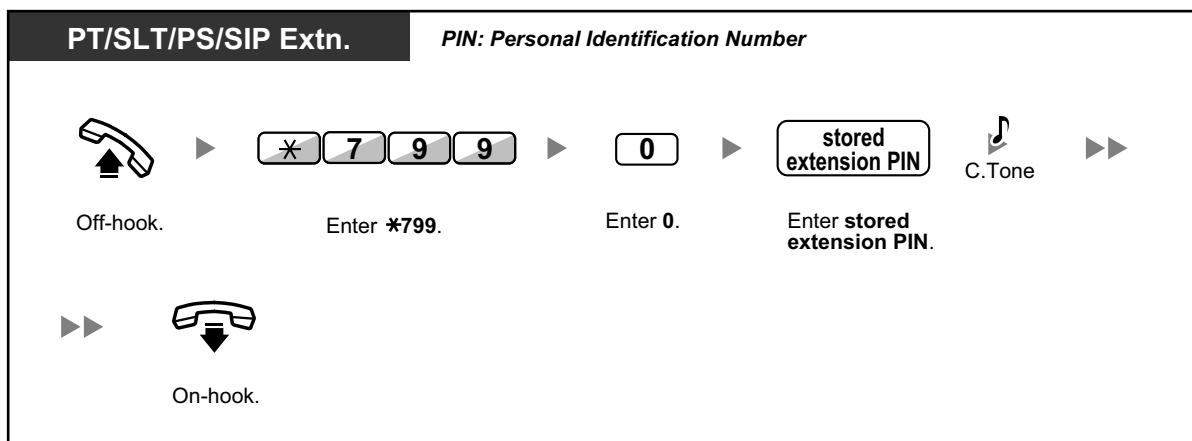 PT/SLT/PS/SIP Extn.
PIN: Personal Identification Number
* 7 9 9
0
stored
extension PIN
C.Tone
Off-hook.
Enter *799.
Enter 0.
Enter stored
extension PIN.
On-hook.